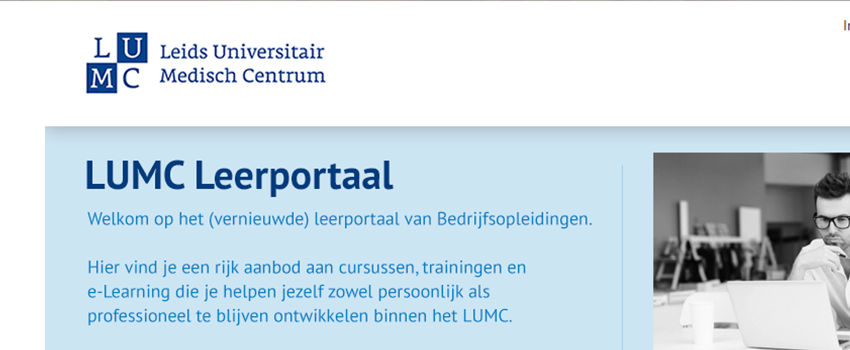 L U
M C
Leids Universitair
Medisch Centrum
LUMC Leerportaal
Welkom op het (vernieuwde) leerportaal van Bedrijfsopleidingen.
Hier vind je een rijk aanbod aan cursussen, trainingen en
e-Learning die je helpen jezelf zowel persoonlijk als
professioneel te blijven ontwikkelen binnen het LUMC.